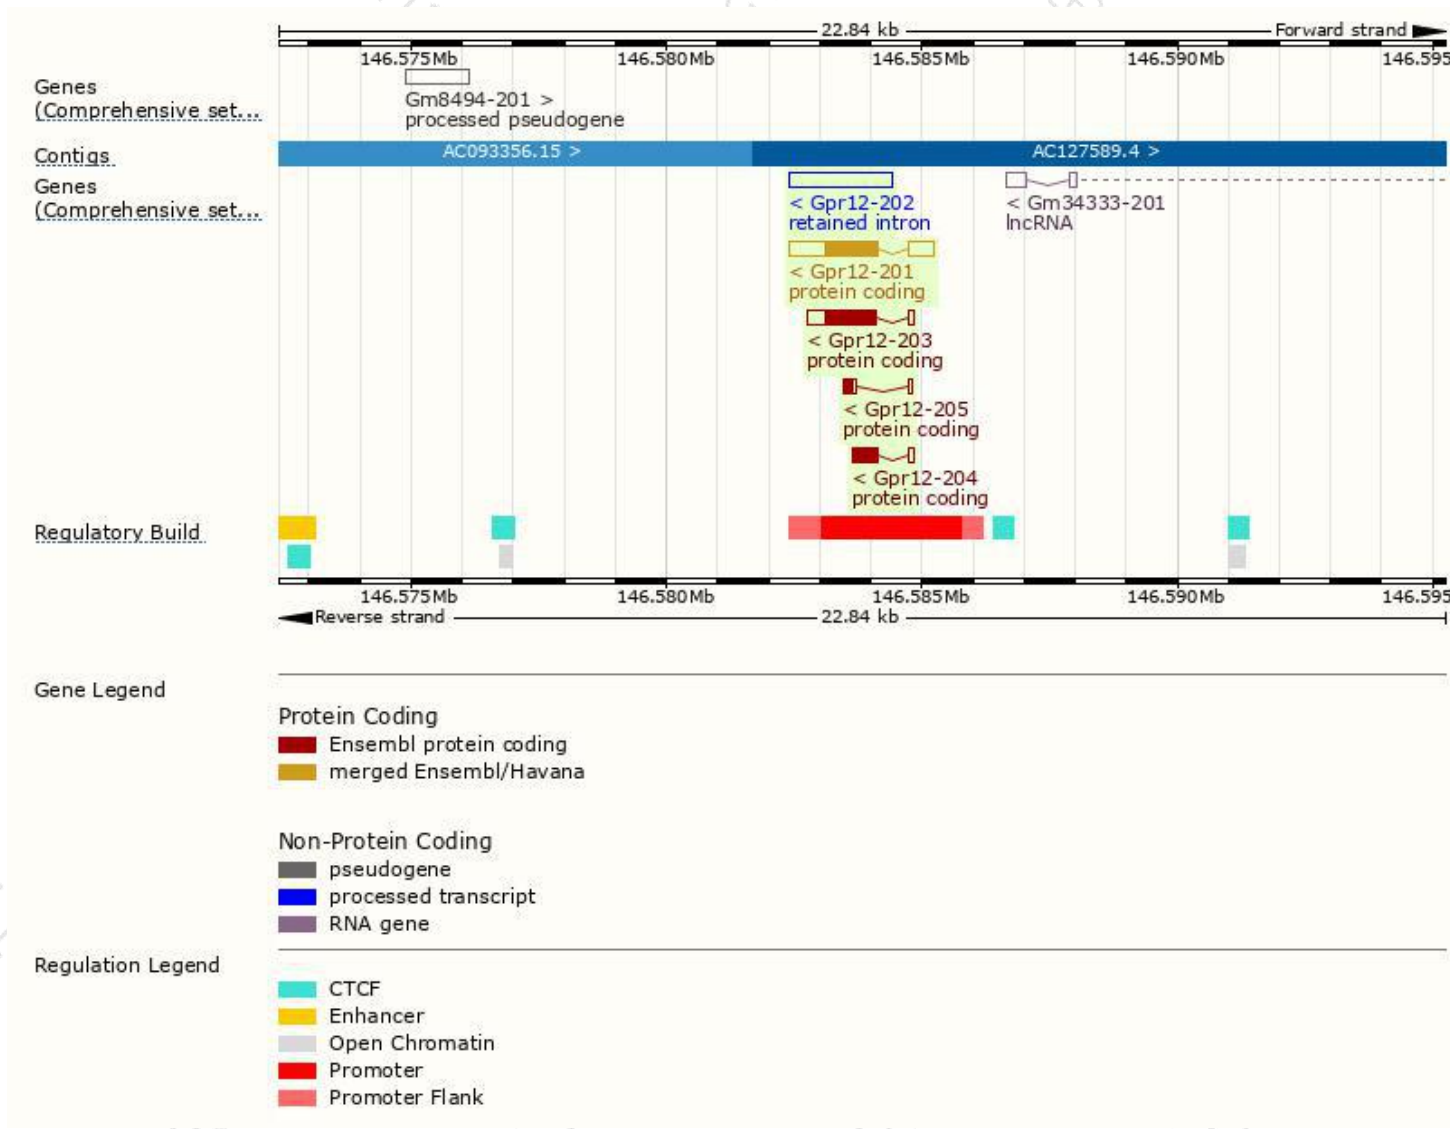 22.84 kb
Forward strand
146.575Mb 146.580Mb 146.585Mb 146.590Mb 146.595
Genes
(Comprehensive set...
Gm8494-201 >
processed pseudogene
Contigs
AC093356.15 > AC127589.4 >
Genes
(Comprehensive set...
< Gpr12-202
retained intron
< Gm34333-201
lncRNA
< Gpr12-201
protein coding
< Gpr12-203
protein coding
< Gpr12-205
protein coding
< Gpr12-204
protein coding
Regulatory Build
146.575Mb 146.580Mb 146.585Mb 146.590Mb 146.595
Reverse strand
22.84 kb
Gene Legend
Protein Coding
Ensembl protein coding
merged Ensembl/Havana
Non-Protein Coding
pseudogene
processed transcript
RNA gene
Regulation Legend
CTCF
Enhancer
Open Chromatin
Promoter
Promoter Flank